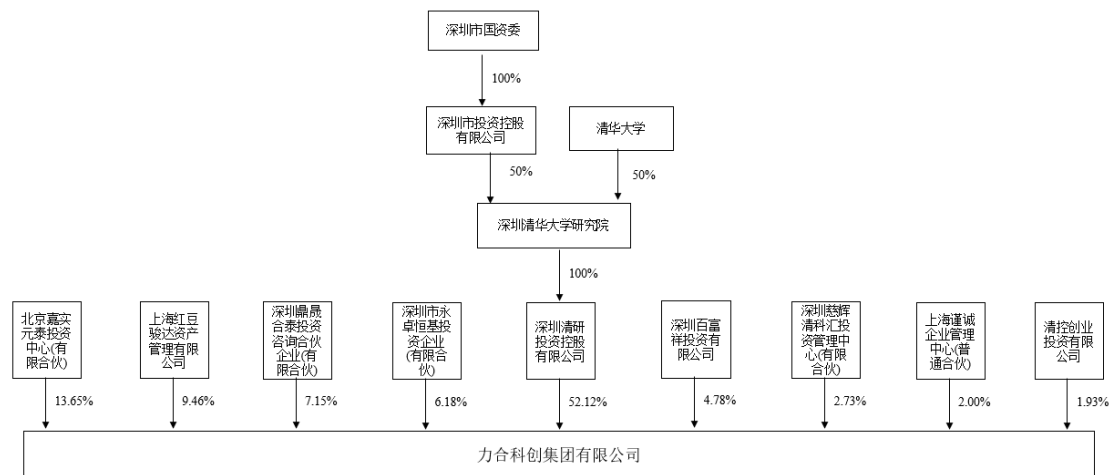 深圳市国资委
100%
深圳市投资控股
有限公司
清华大学
50%
50%
深圳清华大学研究院
100%
北京嘉实
元泰投资
中心(有
限合伙)
上海红豆
骏达资产
管理有限
公司
深圳鼎晟
合泰投资
咨询合伙
企业(有
限合伙)
深圳市永
卓恒基投
资企业
(有限合
伙)
深圳清研
投资控股
有限公司
深圳百富
祥投资有
限公司
深圳慈辉
清科汇投
资管理中
心(有限
合伙)
上海谨诚
企业管理
中心(普
通合伙)
清控创业
投资有限
公司
13.65%
9.46%
7.15%
6.18%
52.12%
4.78%
2.73%
2.00%
1.93%
力合科创集团有限公司